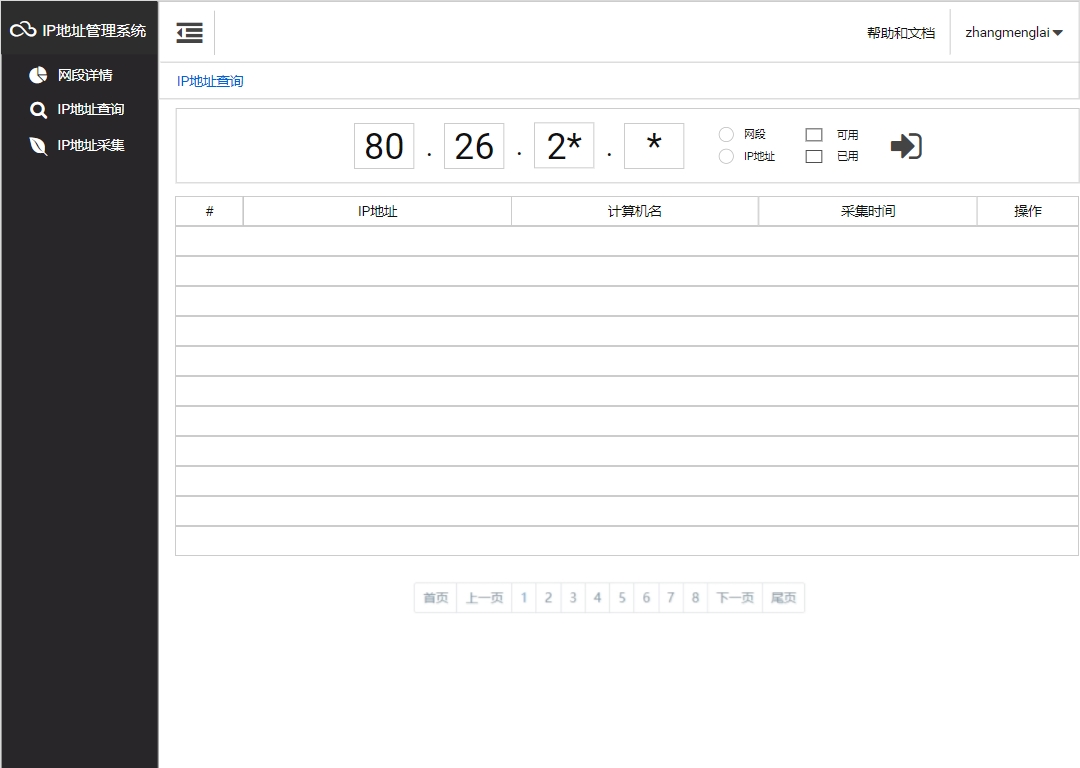 IP地址管理系统
帮助和文档
zhangmenglai
网段详情
IP地址查询
IP地址采集
IP地址查询
80 . 26 . 2* . *
网段
可用
IP地址
已用
# IP地址 计算机名 采集时间 操作
首页 上一页 1 2 3 4 5 6 7 8 下一页 尾页